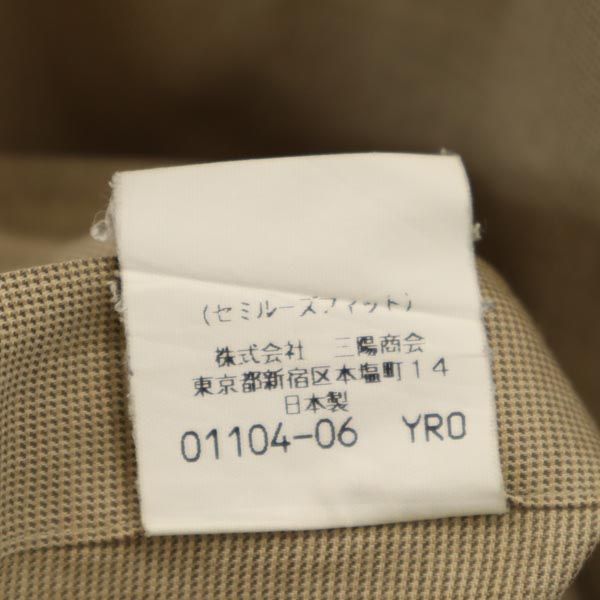 (セミルーズフィット)
株式会社 三陽商会
東京都新宿区本塩町14
日本製
01104-06 YRO